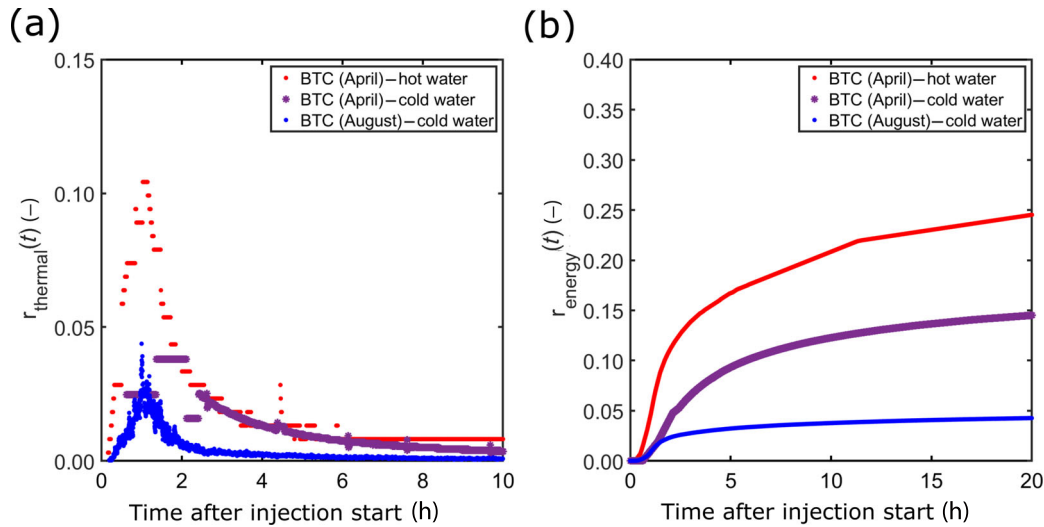 (a)
0.15
0.10
0.05
0.00
r_thermal(t) (−)
BTC (April)−hot water
BTC (April)−cold water
BTC (August)−cold water
0
2
4
6
8
10
Time after injection start (h)
(b)
0.40
0.35
0.30
0.25
0.20
0.15
0.10
0.05
0.00
r_energy(t) (−)
BTC (April)−hot water
BTC (April)−cold water
BTC (August)−cold water
0
5
10
15
20
Time after injection start (h)